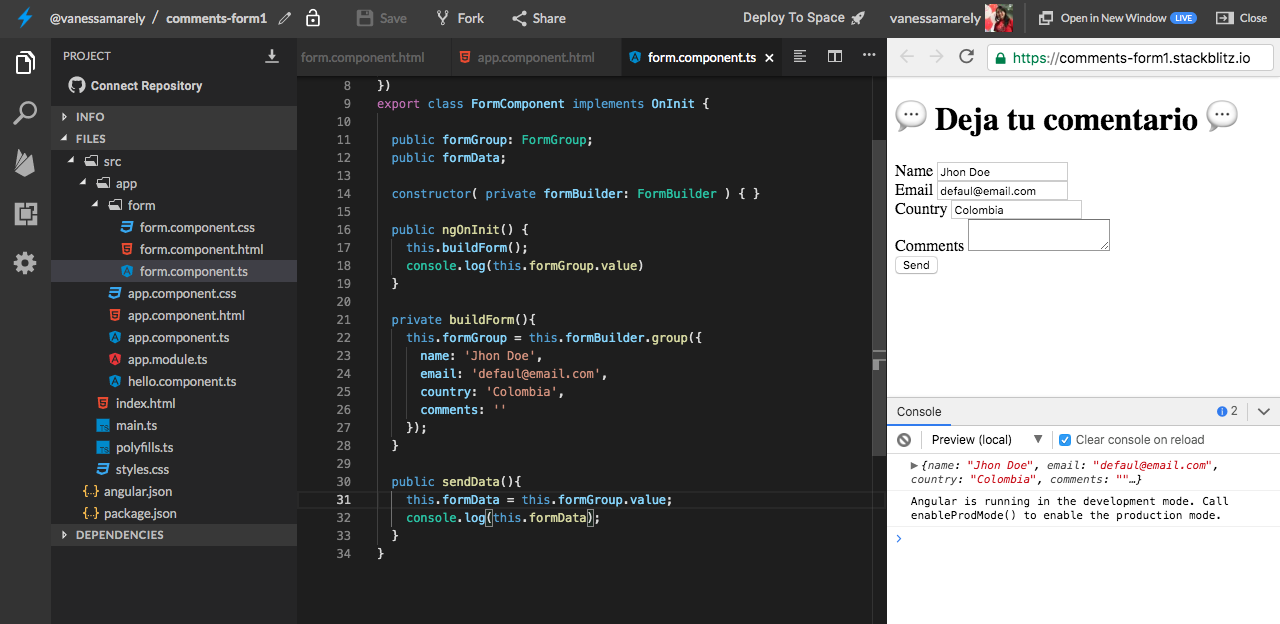 @vanessamarely / comments-form1 Save Fork Share Deploy To Space vanessamarely Open in New Window LIVE Close
PROJECT
Connect Repository
INFO
FILES
src
app
form
form.component.css
form.component.html
form.component.ts
app.component.css
app.component.html
app.component.ts
app.module.ts
hello.component.ts
index.html
main.ts
polyfills.ts
styles.css
{..} angular.json
{..} package.json
DEPENDENCIES
form.component.html app.component.html form.component.ts ×
8 })
9 export class FormComponent implements OnInit {
10
11 public formGroup: FormGroup;
12 public formData;
13
14 constructor( private formBuilder: FormBuilder ) { }
15
16 public ngOnInit() {
17 this.buildForm();
18 console.log(this.formGroup.value)
19 }
20
21 private buildForm(){
22 this.formGroup = this.formBuilder.group({
23 name: 'Jhon Doe',
24 email: 'defaul@email.com',
25 country: 'Colombia',
26 comments: ''
27 });
28 }
29
30 public sendData(){
31 this.formData = this.formGroup.value;
32 console.log(this.formData);
33 }
34 }
https://comments-form1.stackblitz.io
💬 Deja tu comentario 💬
Name Jhon Doe
Email defaul@email.com
Country Colombia
Comments
Send
Console 2
Preview (local) Clear console on reload
{name: "Jhon Doe", email: "defaul@email.com",
country: "Colombia", comments: ""…}
Angular is running in the development mode. Call
enableProdMode() to enable the production mode.